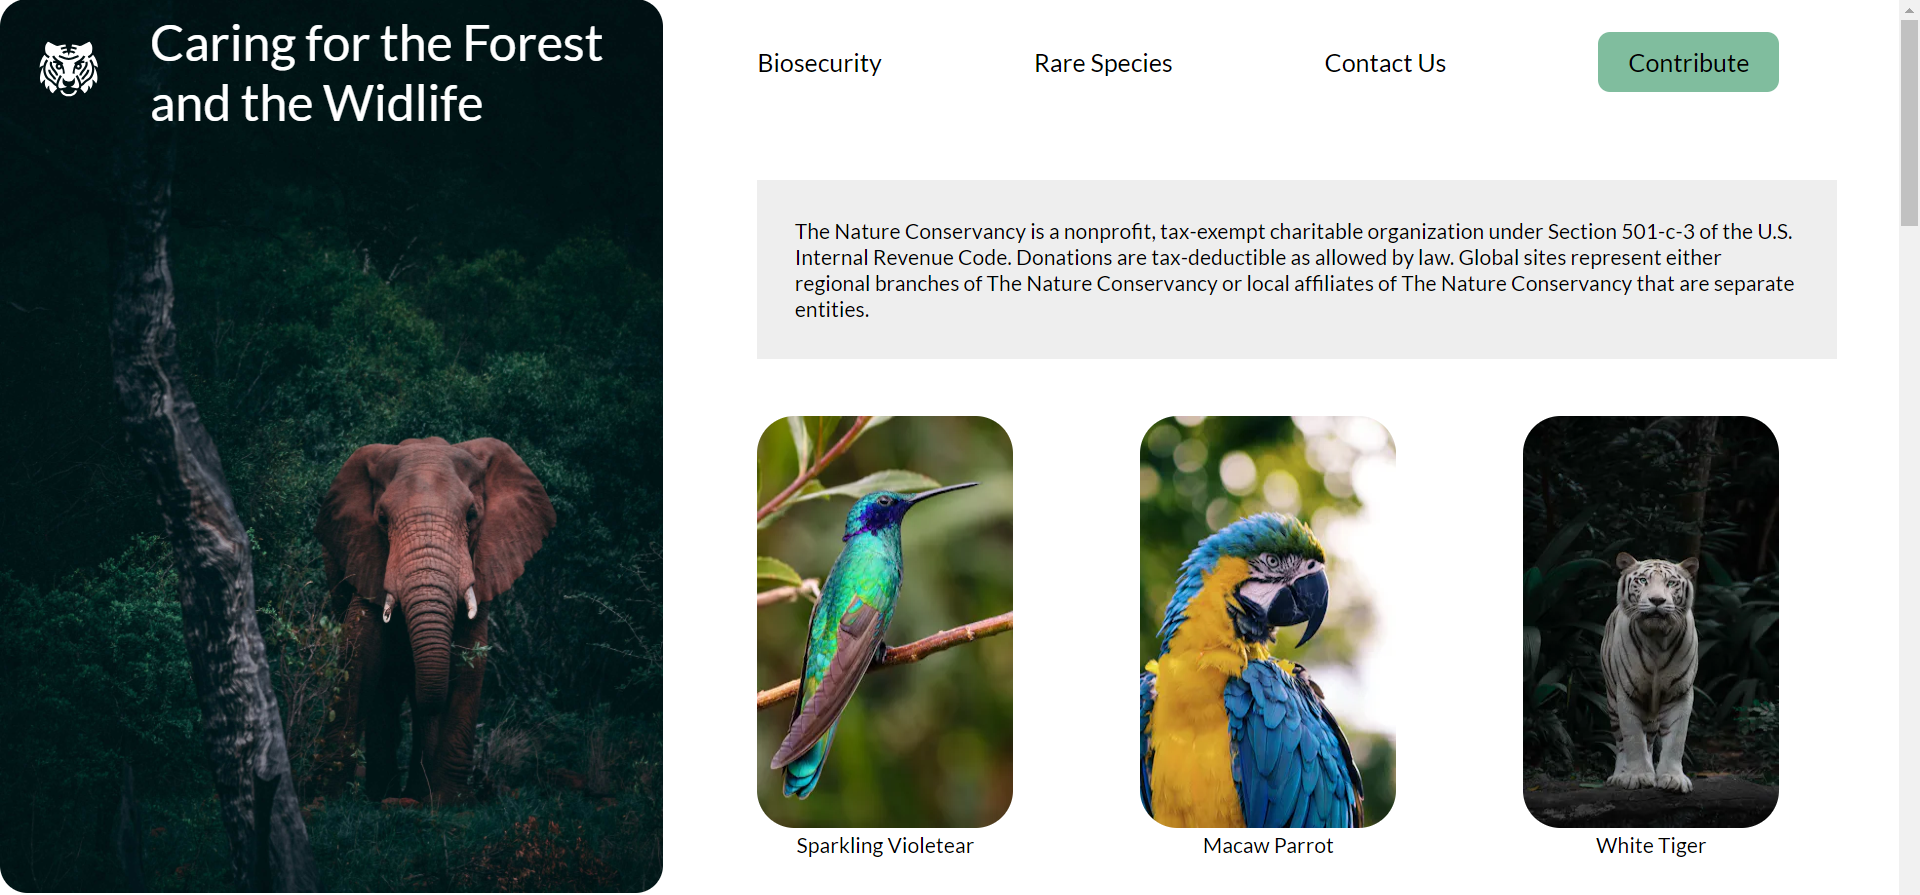 Caring for the Forest
and the Widlife
Biosecurity
Rare Species
Contact Us
Contribute
The Nature Conservancy is a nonprofit, tax-exempt charitable organization under Section 501-c-3 of the U.S.
Internal Revenue Code. Donations are tax-deductible as allowed by law. Global sites represent either
regional branches of The Nature Conservancy or local affiliates of The Nature Conservancy that are separate
entities.
Sparkling Violetear
Macaw Parrot
White Tiger